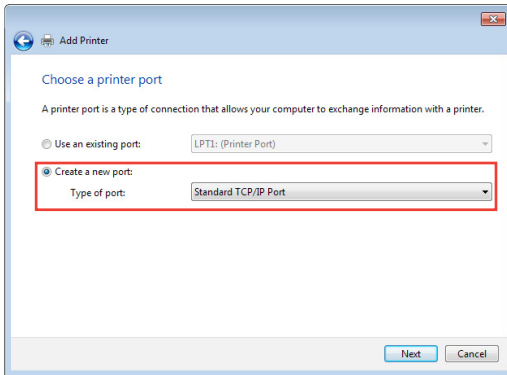 Add Printer
Choose a printer port
A printer port is a type of connection that allows your computer to exchange information with a printer.
Use an existing port: LPT1: (Printer Port)
Create a new port:
Type of port: Standard TCP/IP Port
Next Cancel